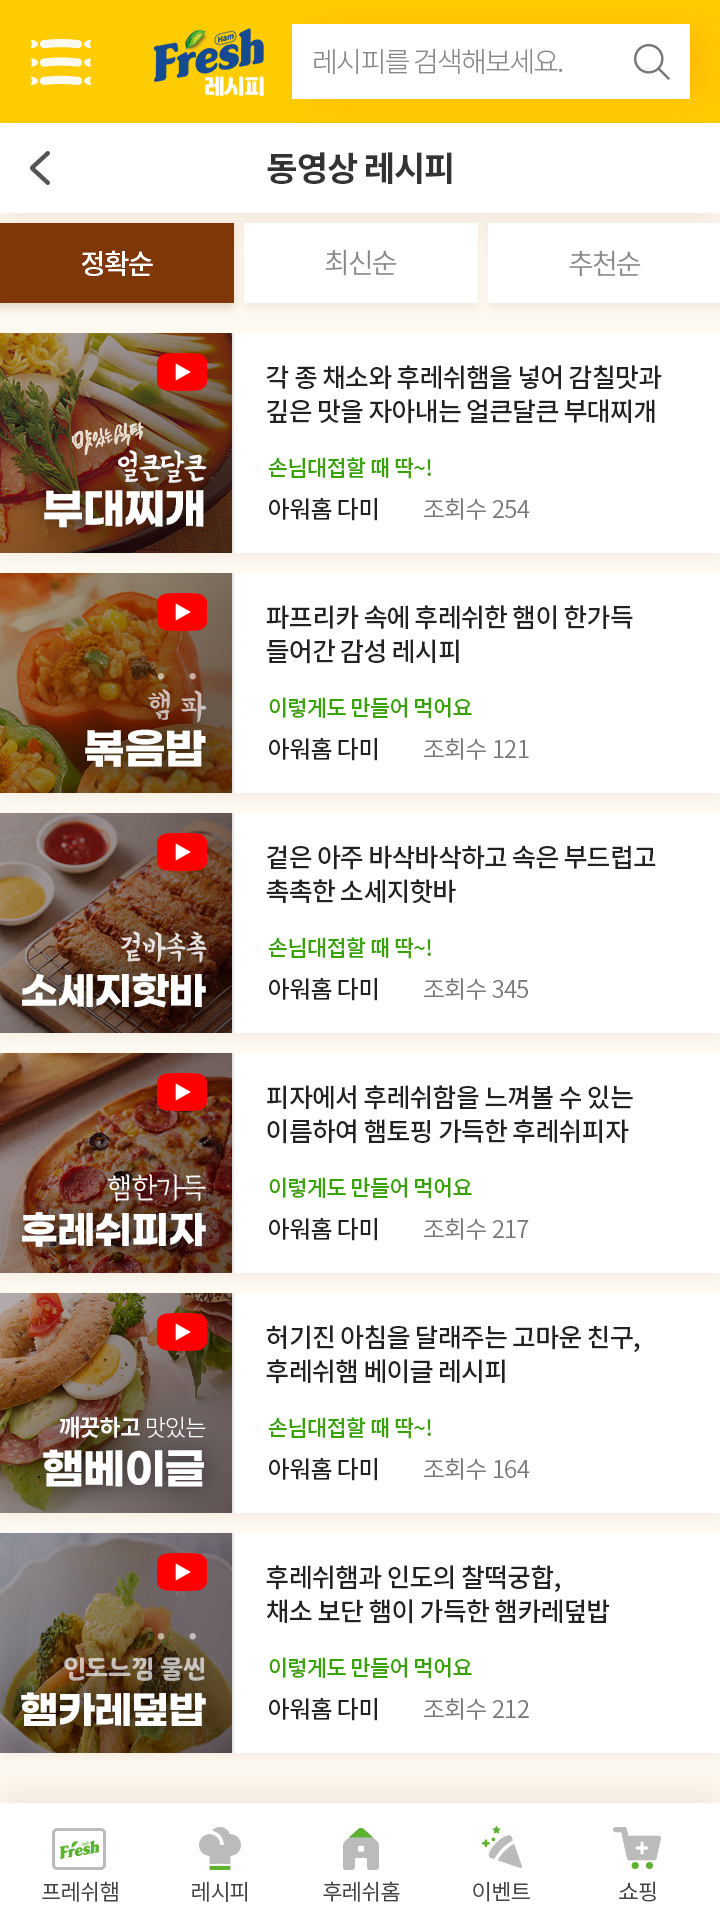 Fresh Ham
레시피
레시피를 검색해보세요.
동영상 레시피
정확순
최신순
추천순
맛있는식탁
얼큰달큰
부대찌개
각 종 채소와 후레쉬햄을 넣어 감칠맛과
깊은 맛을 자아내는 얼큰달큰 부대찌개
손님대접할 때 딱~!
아워홈 다미 조회수 254
햄 파
볶음밥
파프리카 속에 후레쉬한 햄이 한가득
들어간 감성 레시피
이렇게도 만들어 먹어요
아워홈 다미 조회수 121
겉바속촉
소세지핫바
겉은 아주 바삭바삭하고 속은 부드럽고
촉촉한 소세지핫바
손님대접할 때 딱~!
아워홈 다미 조회수 345
햄한가득
후레쉬피자
피자에서 후레쉬함을 느껴볼 수 있는
이름하여 햄토핑 가득한 후레쉬피자
이렇게도 만들어 먹어요
아워홈 다미 조회수 217
깨끗하고 맛있는
햄베이글
허기진 아침을 달래주는 고마운 친구,
후레쉬햄 베이글 레시피
손님대접할 때 딱~!
아워홈 다미 조회수 164
인도느낌 물씬
햄카레덮밥
후레쉬햄과 인도의 찰떡궁합,
채소 보단 햄이 가득한 햄카레덮밥
이렇게도 만들어 먹어요
아워홈 다미 조회수 212
Fresh
프레쉬햄
레시피
후레쉬홈
이벤트
쇼핑